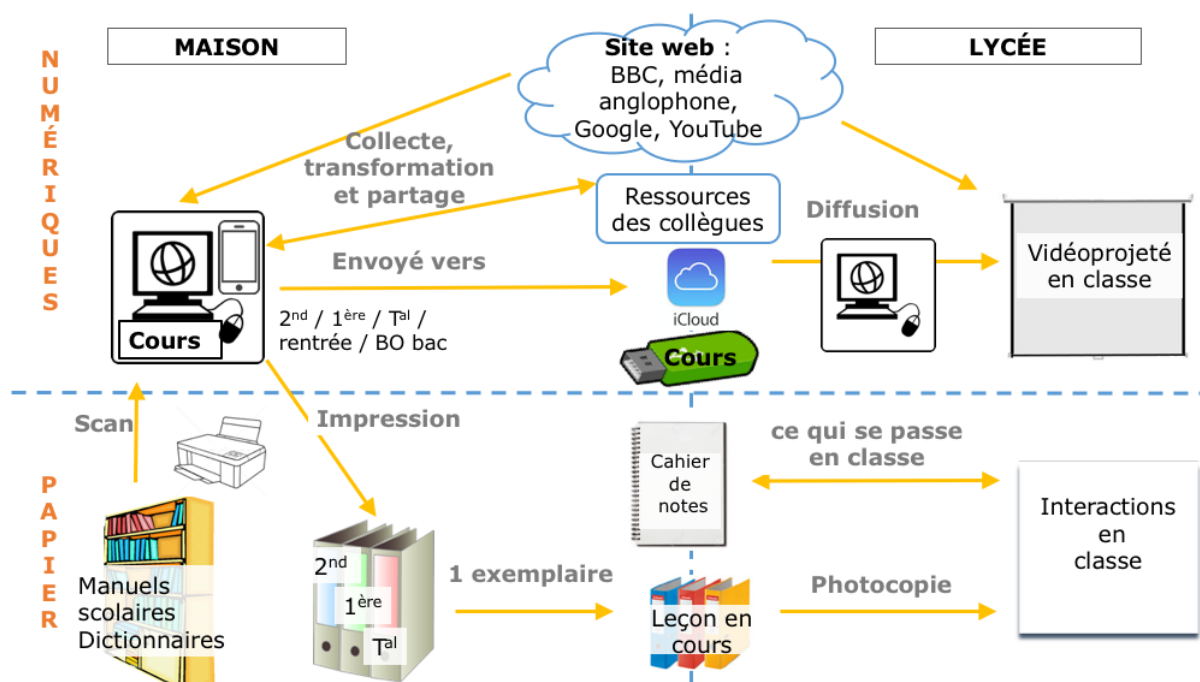 MAISON
LYCÉE
NUMÉRIQUES
Site web :
BBC, média
anglophone,
Google, YouTube
Collecte,
transformation
et partage
Ressources
des collègues
Diffusion
Vidéoprojeté
en classe
Envoyé vers
iCloud
Cours
2nd / 1ère / Tal /
rentrée / BO bac
Cours
PAPIER
Scan
Impression
Cahier
de
notes
ce qui se passe
en classe
Interactions
en
classe
Manuels
scolaires
Dictionnaires
2nd
1ère
Tal
1 exemplaire
Leçon en
cours
Photocopie